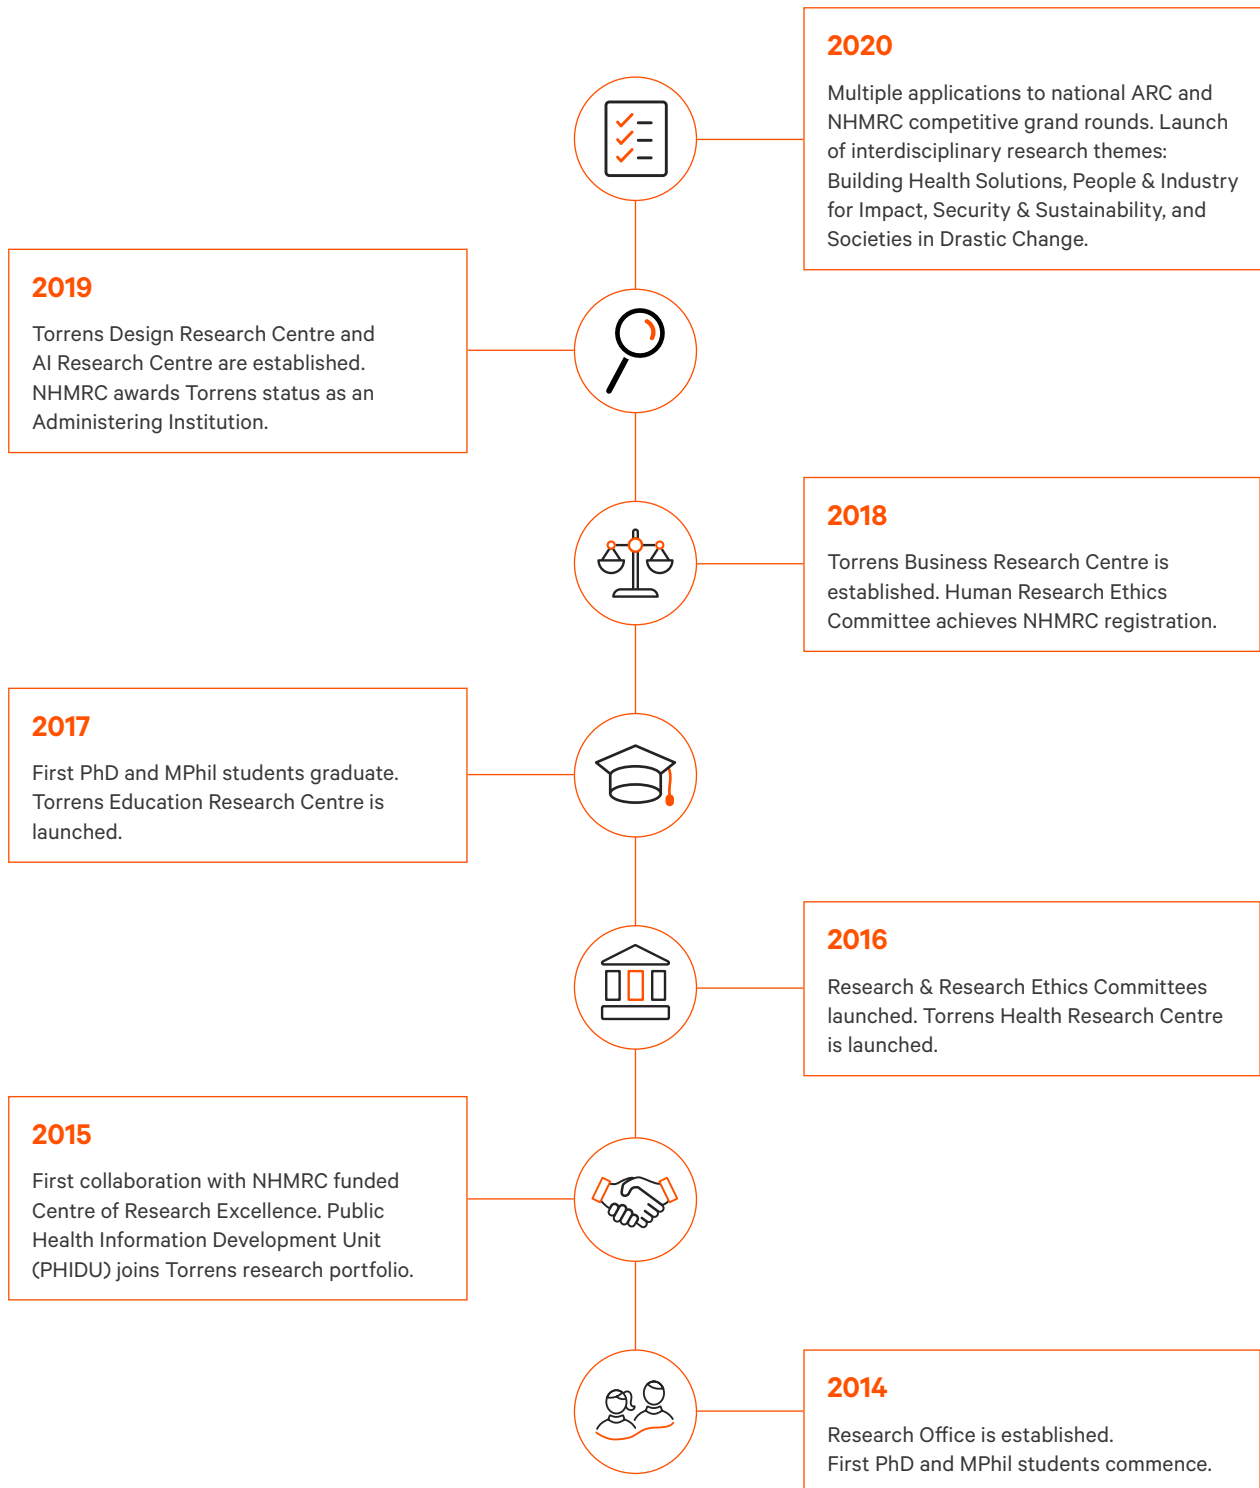 2020
Multiple applications to national ARC and
NHMRC competitive grand rounds. Launch
of interdisciplinary research themes:
Building Health Solutions, People & Industry
for Impact, Security & Sustainability, and
Societies in Drastic Change.
2019
Torrens Design Research Centre and
AI Research Centre are established.
NHMRC awards Torrens status as an
Administering Institution.
2018
Torrens Business Research Centre is
established. Human Research Ethics
Committee achieves NHMRC registration.
2017
First PhD and MPhil students graduate.
Torrens Education Research Centre is
launched.
2016
Research & Research Ethics Committees
launched. Torrens Health Research Centre
is launched.
2015
First collaboration with NHMRC funded
Centre of Research Excellence. Public
Health Information Development Unit
(PHIDU) joins Torrens research portfolio.
2014
Research Office is established.
First PhD and MPhil students commence.